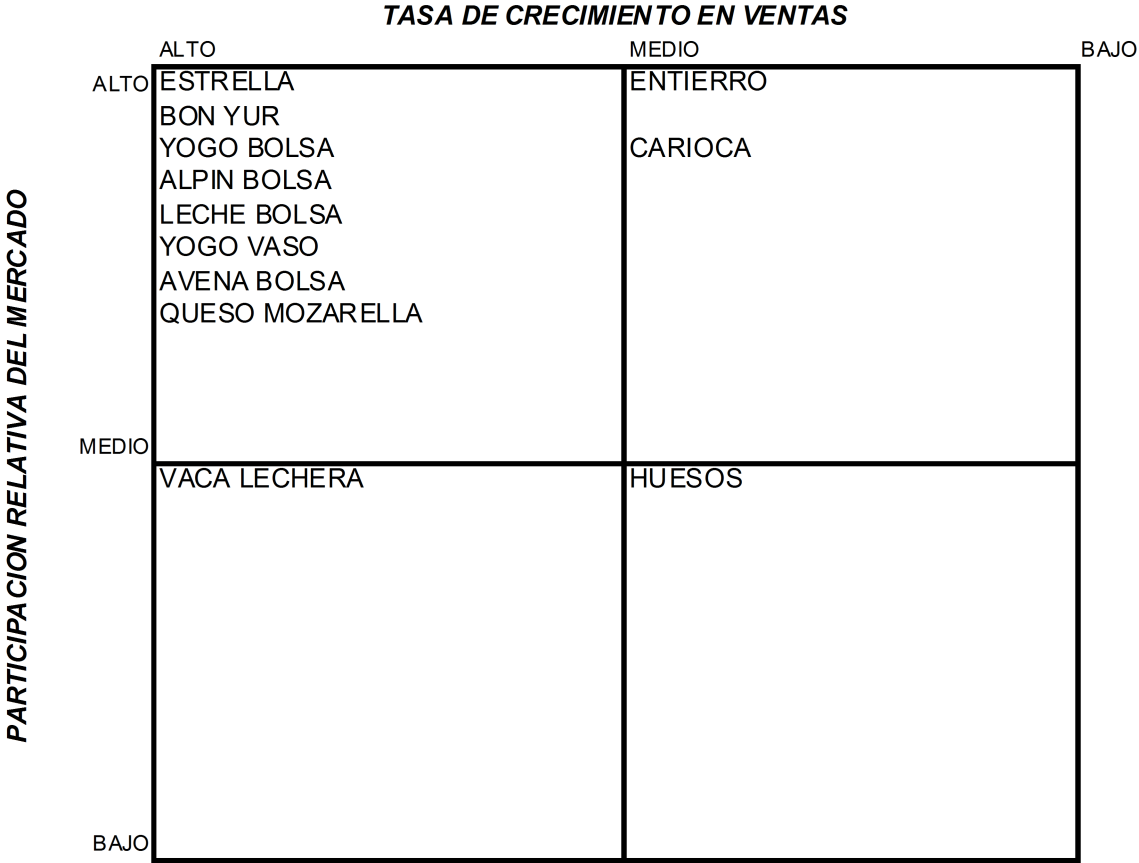 TASA DE CRECIMIENTO EN VENTAS
ALTO MEDIO BAJO
ALTO ESTRELLA ENTIERRO
BON YUR
YOGO BOLSA CARIOCA
ALPIN BOLSA
LECHE BOLSA
YOGO VASO
AVENA BOLSA
QUESO MOZARELLA
MEDIO
VACA LECHERA HUESOS
BAJO
PARTICIPACION RELATIVA DEL MERCADO